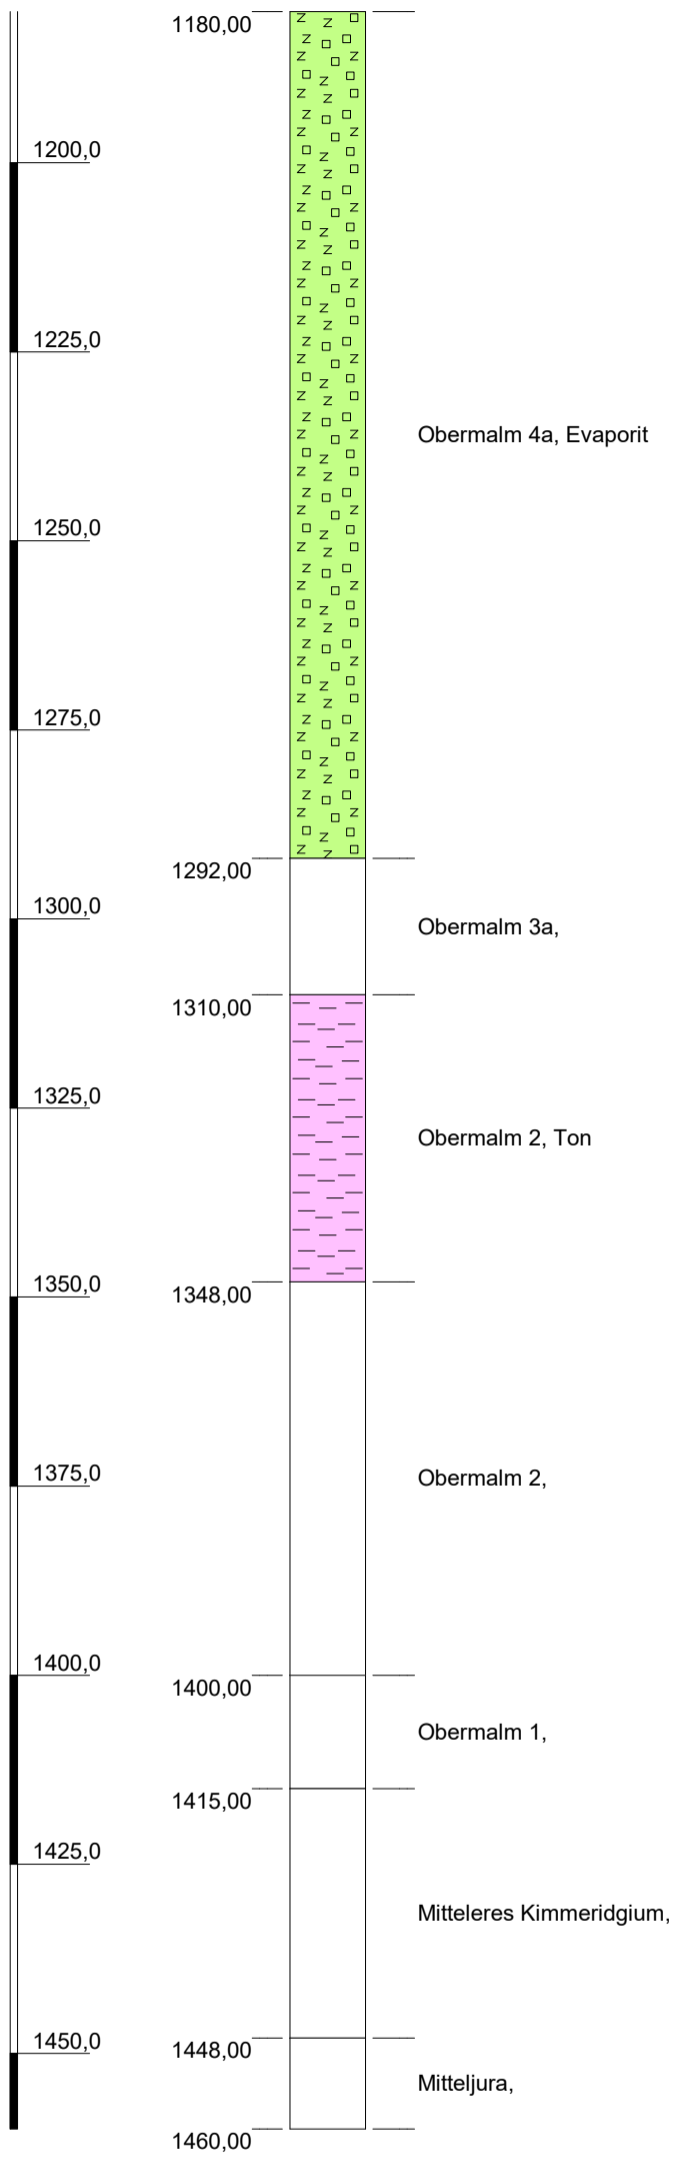 1180,00
1200,0
1225,0
Obermalm 4a, Evaporit
1250,0
1275,0
1292,00
1300,0
Obermalm 3a,
1310,00
1325,0
Obermalm 2, Ton
1350,0
1348,00
1375,0
Obermalm 2,
1400,0
1400,00
Obermalm 1,
1415,00
1425,0
Mitteleres Kimmeridgium,
1450,0
1448,00
Mitteljura,
1460,00